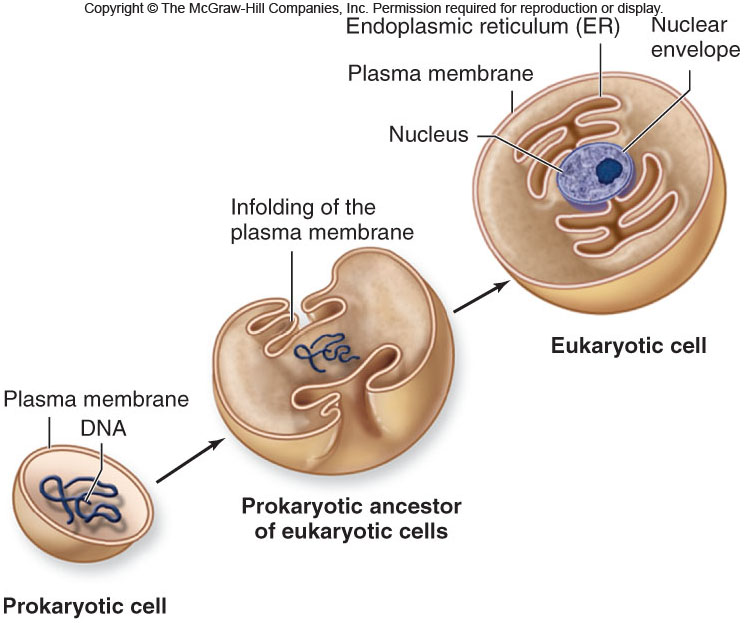 Copyright © The McGraw-Hill Companies, Inc. Permission required for reproduction or display.
Endoplasmic reticulum (ER)
Nuclear
envelope
Plasma membrane
Nucleus
Infolding of the
plasma membrane
Eukaryotic cell
Plasma membrane
DNA
Prokaryotic ancestor
of eukaryotic cells
Prokaryotic cell